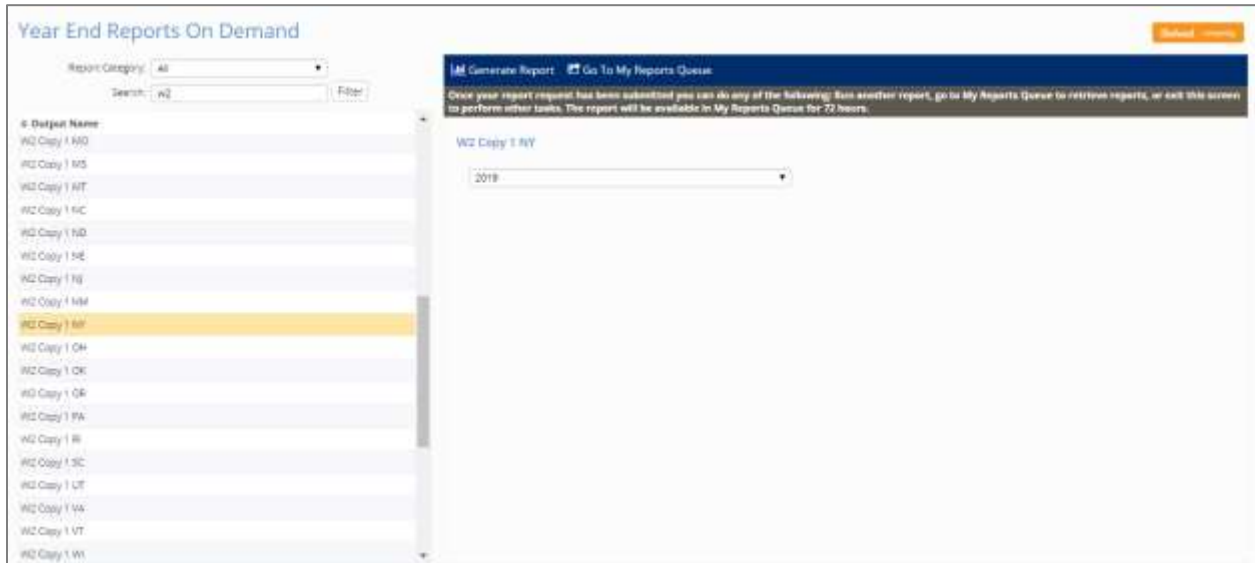 Year End Reports On Demand
Report Category: All
Search: w2 Filter
Generate Report Go To My Reports Queue
Once your report request has been submitted you can do any of the following: Run another report, go to My Reports Queue to retrieve reports, or exit this screen
to perform other tasks. The report will be available in My Reports Queue for 72 hours.
Output Name
W2 Copy 1 MO
W2 Copy 1 MS
W2 Copy 1 MT
W2 Copy 1 NC
W2 Copy 1 ND
W2 Copy 1 NE
W2 Copy 1 NJ
W2 Copy 1 NM
W2 Copy 1 NY
W2 Copy 1 OH
W2 Copy 1 OK
W2 Copy 1 OR
W2 Copy 1 PA
W2 Copy 1 RI
W2 Copy 1 SC
W2 Copy 1 UT
W2 Copy 1 VA
W2 Copy 1 VT
W2 Copy 1 WI
W2 Copy 1 NY
2019